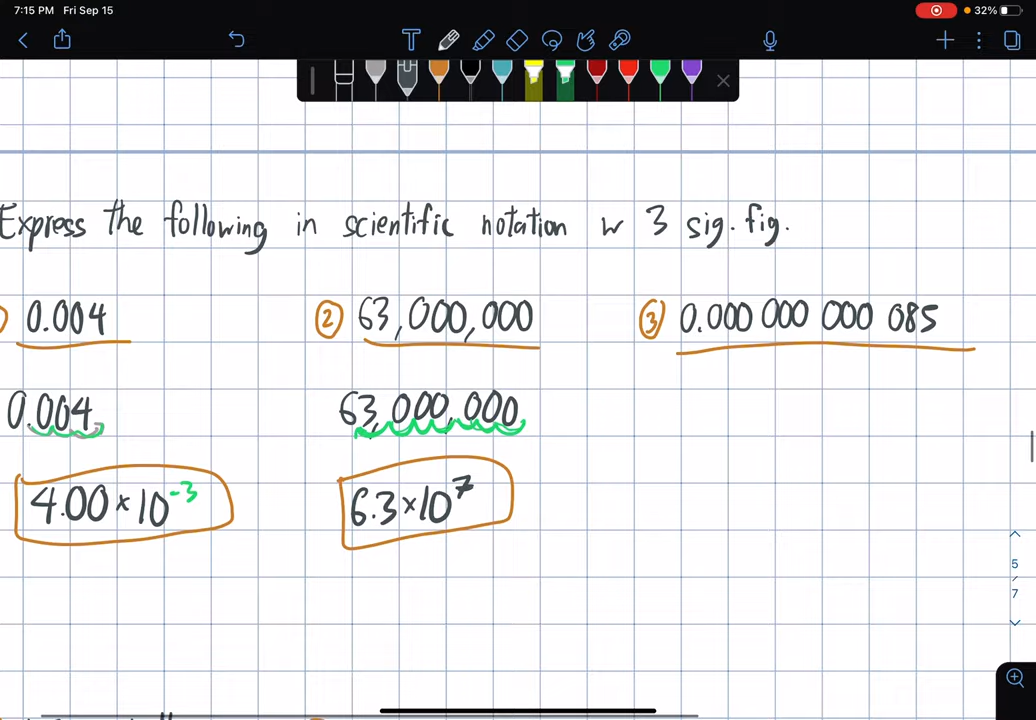 7:15 PM Fri Sep 15
32%
T
Express the following in scientific notation w 3 sig. fig.
0.004
② 63,000,000
③ 0.000 000 000 085
0.004
63,000,000
4.00 × 10⁻³
6.3 × 10⁷
5
/
7